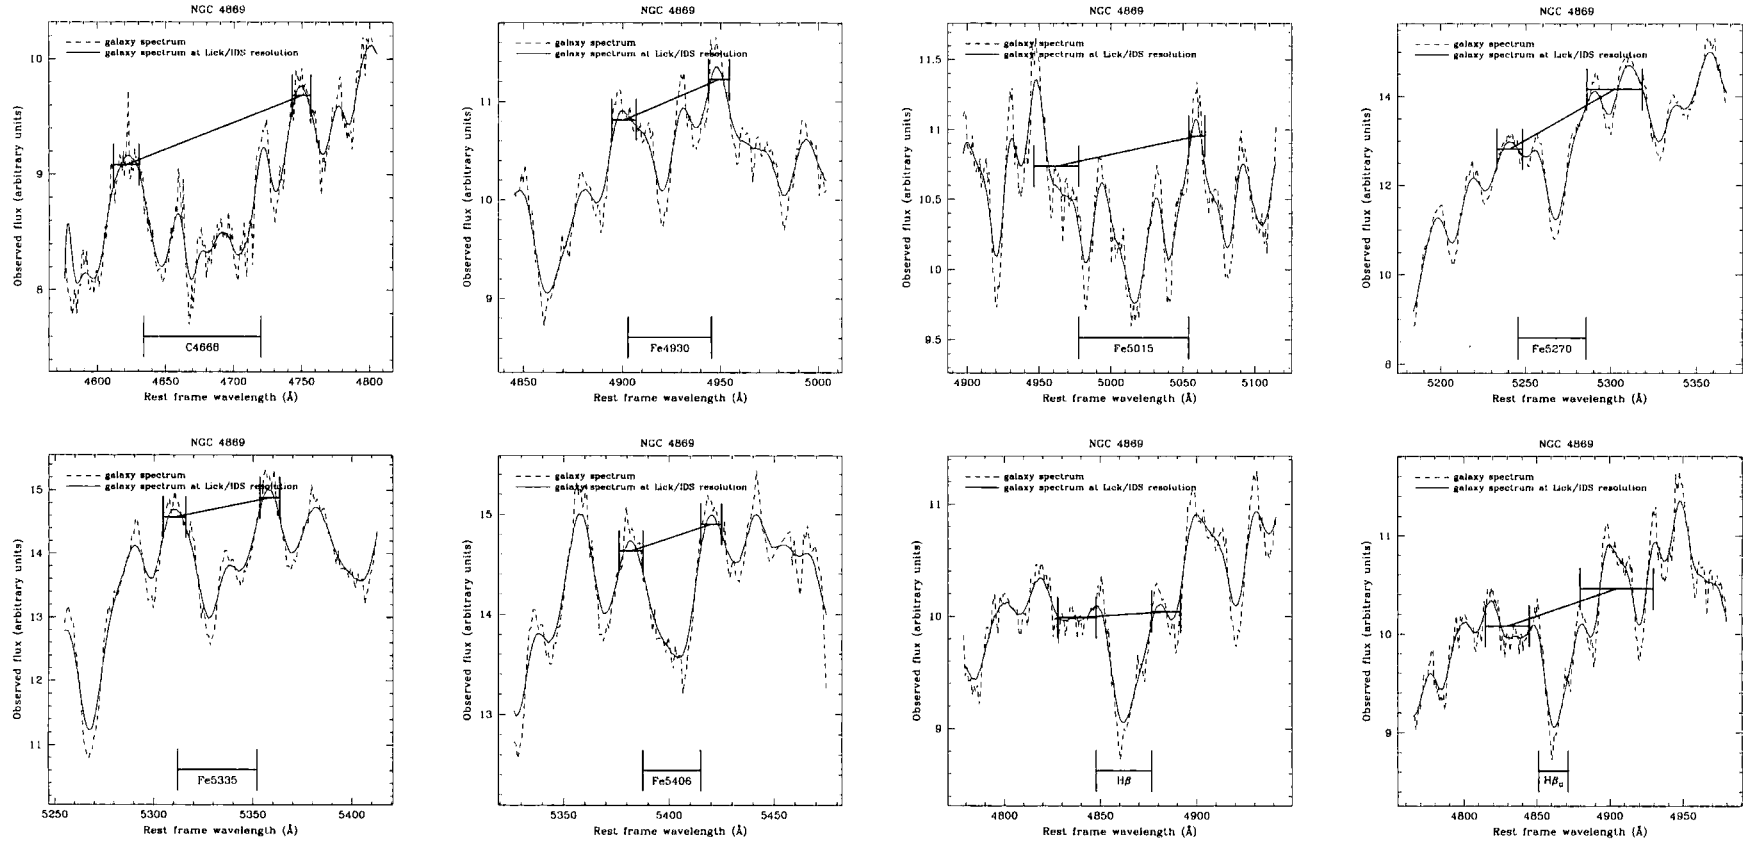 NGC 4869
galaxy spectrum
galaxy spectrum at Lick/IDS resolution
Observed flux (arbitrary units)
10
9
8
C4668
4600 4650 4700 4750 4800
Rest frame wavelength (Å)
NGC 4869
galaxy spectrum
galaxy spectrum at Lick/IDS resolution
Observed flux (arbitrary units)
11
10
9
Fe4930
4850 4900 4950 5000
Rest frame wavelength (Å)
NGC 4869
galaxy spectrum
galaxy spectrum at Lick/IDS resolution
Observed flux (arbitrary units)
11.5
11
10.5
10
9.5
Fe5015
4900 4950 5000 5050 5100
Rest frame wavelength (Å)
NGC 4869
galaxy spectrum
galaxy spectrum at Lick/IDS resolution
Observed flux (arbitrary units)
14
13
12
11
10
8
Fe5270
5200 5250 5300 5350
Rest frame wavelength (Å)
NGC 4869
galaxy spectrum
galaxy spectrum at Lick/IDS resolution
Observed flux (arbitrary units)
15
14
13
12
11
Fe5335
5250 5300 5350 5400
Rest frame wavelength (Å)
NGC 4869
galaxy spectrum
galaxy spectrum at Lick/IDS resolution
Observed flux (arbitrary units)
15
14
13
Fe5406
5350 5400 5450
Rest frame wavelength (Å)
NGC 4869
galaxy spectrum
galaxy spectrum at Lick/IDS resolution
Observed flux (arbitrary units)
11
10
9
Hβ
4800 4850 4900
Rest frame wavelength (Å)
NGC 4869
galaxy spectrum
galaxy spectrum at Lick/IDS resolution
Observed flux (arbitrary units)
11
10
9
Hβ
4800 4850 4900 4950
Rest frame wavelength (Å)